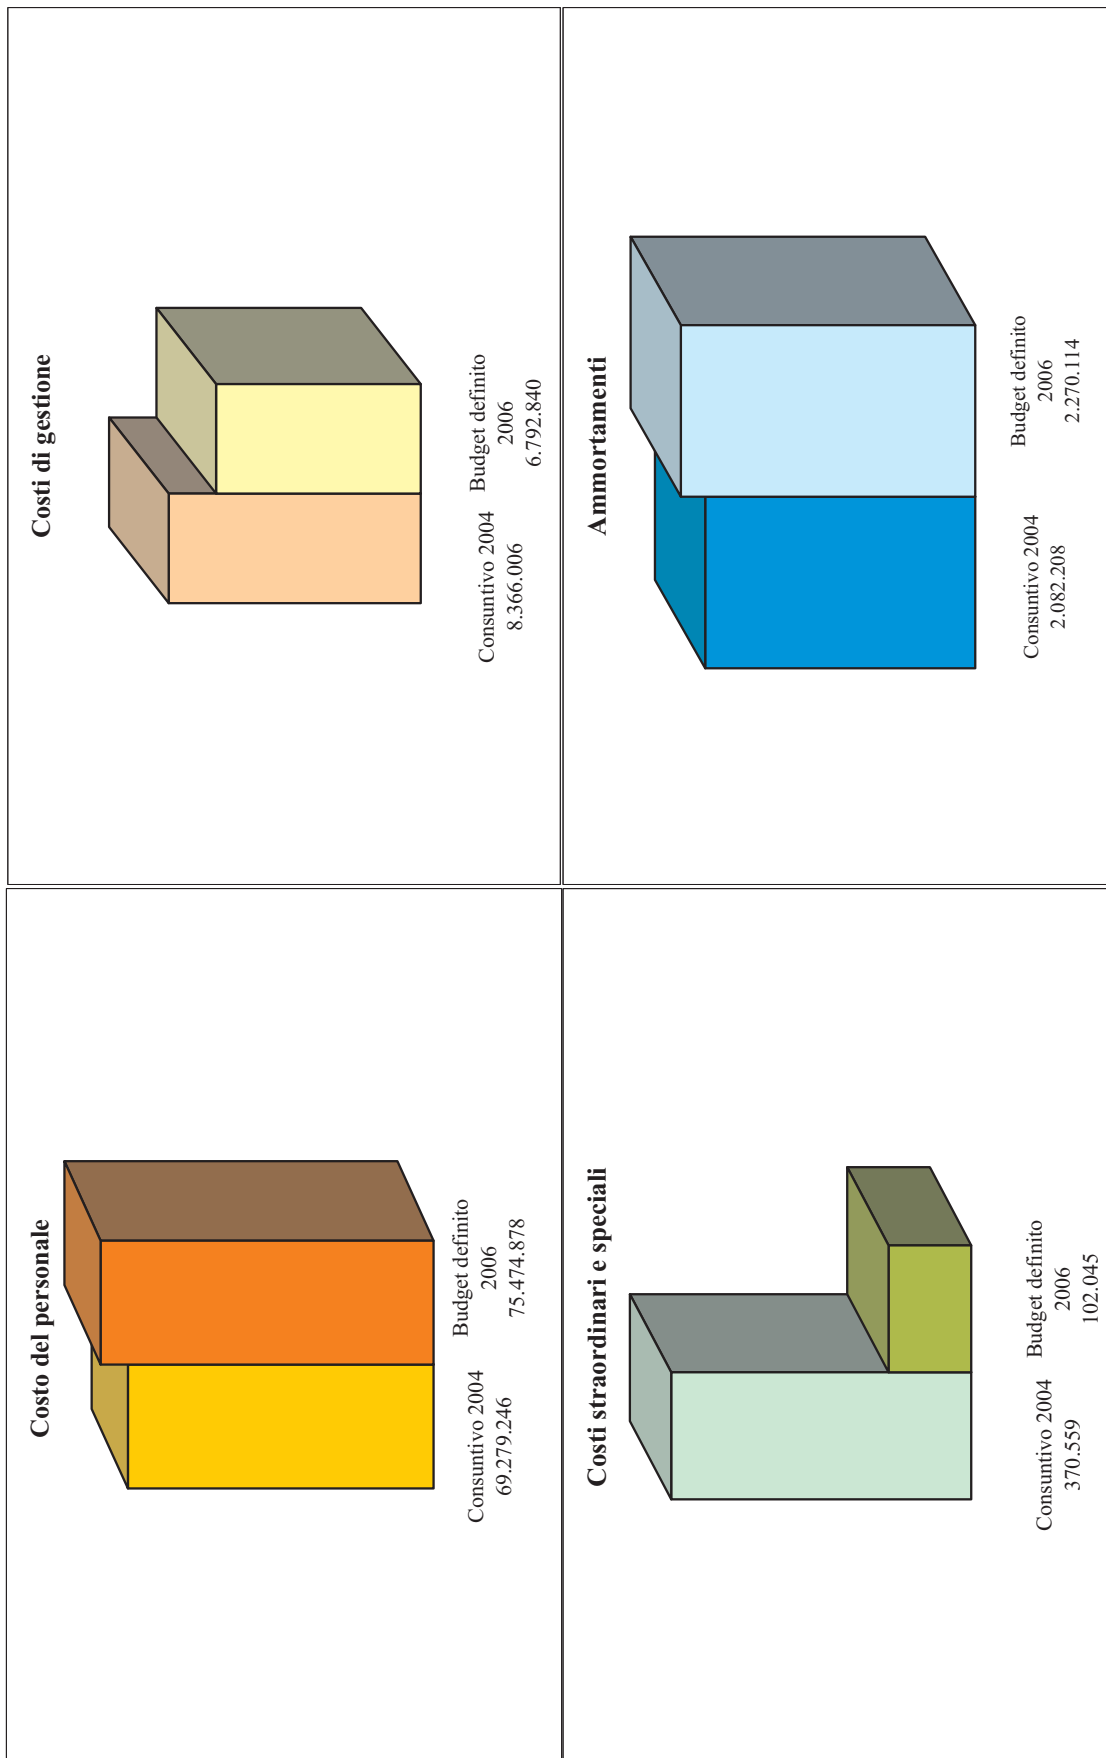 Costo del personale
Consuntivo 2004
69.279.246
Budget definito
2006
75.474.878
Costi di gestione
Consuntivo 2004
8.366.006
Budget definito
2006
6.792.840
Costi straordinari e speciali
Consuntivo 2004
370.559
Budget definito
2006
102.045
Ammortamenti
Consuntivo 2004
2.082.208
Budget definito
2006
2.270.114